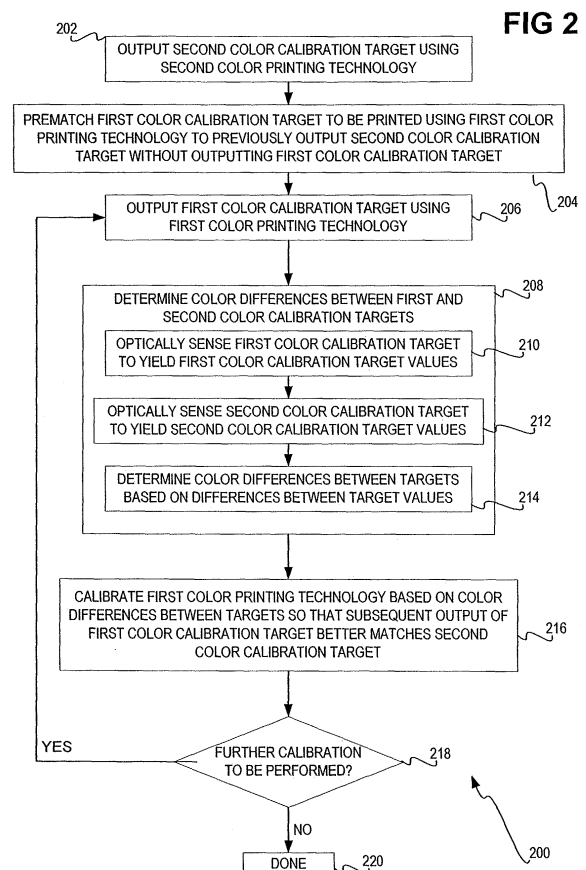 FIG 2
202
OUTPUT SECOND COLOR CALIBRATION TARGET USING
SECOND COLOR PRINTING TECHNOLOGY
PREMATCH FIRST COLOR CALIBRATION TARGET TO BE PRINTED USING FIRST COLOR
PRINTING TECHNOLOGY TO PREVIOUSLY OUTPUT SECOND COLOR CALIBRATION
TARGET WITHOUT OUTPUTTING FIRST COLOR CALIBRATION TARGET
204
OUTPUT FIRST COLOR CALIBRATION TARGET USING
FIRST COLOR PRINTING TECHNOLOGY
206
208
DETERMINE COLOR DIFFERENCES BETWEEN FIRST AND
SECOND COLOR CALIBRATION TARGETS
OPTICALLY SENSE FIRST COLOR CALIBRATION TARGET
TO YIELD FIRST COLOR CALIBRATION TARGET VALUES
210
OPTICALLY SENSE SECOND COLOR CALIBRATION TARGET
TO YIELD SECOND COLOR CALIBRATION TARGET VALUES
212
DETERMINE COLOR DIFFERENCES BETWEEN TARGETS
BASED ON DIFFERENCES BETWEEN TARGET VALUES
214
CALIBRATE FIRST COLOR PRINTING TECHNOLOGY BASED ON COLOR
DIFFERENCES BETWEEN TARGETS SO THAT SUBSEQUENT OUTPUT OF
FIRST COLOR CALIBRATION TARGET BETTER MATCHES SECOND
COLOR CALIBRATION TARGET
216
YES
FURTHER CALIBRATION
TO BE PERFORMED?
218
NO
DONE
220
200